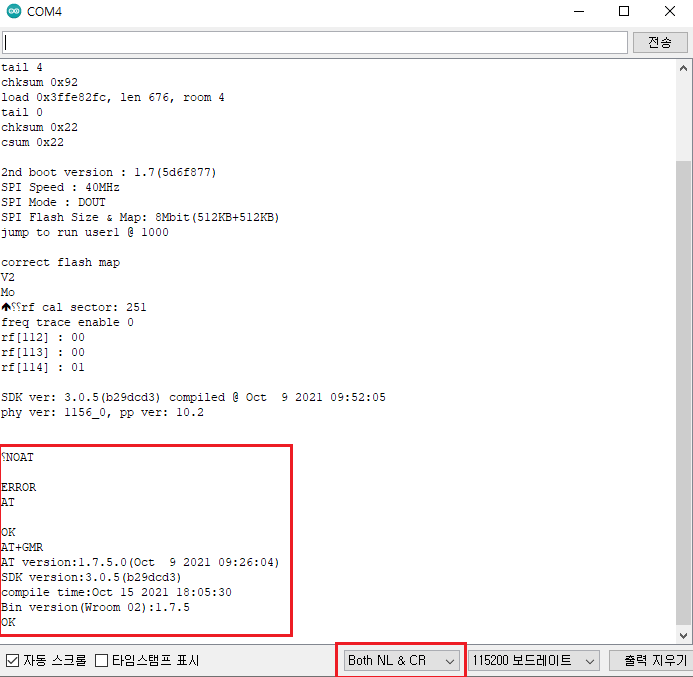 COM4
전송
tail 4
chksum 0x92
load 0x3ffe82fc, len 676, room 4
tail 0
chksum 0x22
csum 0x22
2nd boot version : 1.7(5d6f877)
SPI Speed : 40MHz
SPI Mode : DOUT
SPI Flash Size & Map: 8Mbit(512KB+512KB)
jump to run user1 @ 1000
correct flash map
V2
Mo
🡱⸮⸮rf cal sector: 251
freq trace enable 0
rf[112] : 00
rf[113] : 00
rf[114] : 01
SDK ver: 3.0.5(b29dcd3) compiled @ Oct  9 2021 09:52:05
phy ver: 1156_0, pp ver: 10.2
⸮NOAT
ERROR
AT
OK
AT+GMR
AT version:1.7.5.0(Oct  9 2021 09:26:04)
SDK version:3.0.5(b29dcd3)
compile time:Oct 15 2021 18:05:30
Bin version(Wroom 02):1.7.5
OK
자동 스크롤 타임스탬프 표시 Both NL & CR 115200 보드레이트 출력 지우기